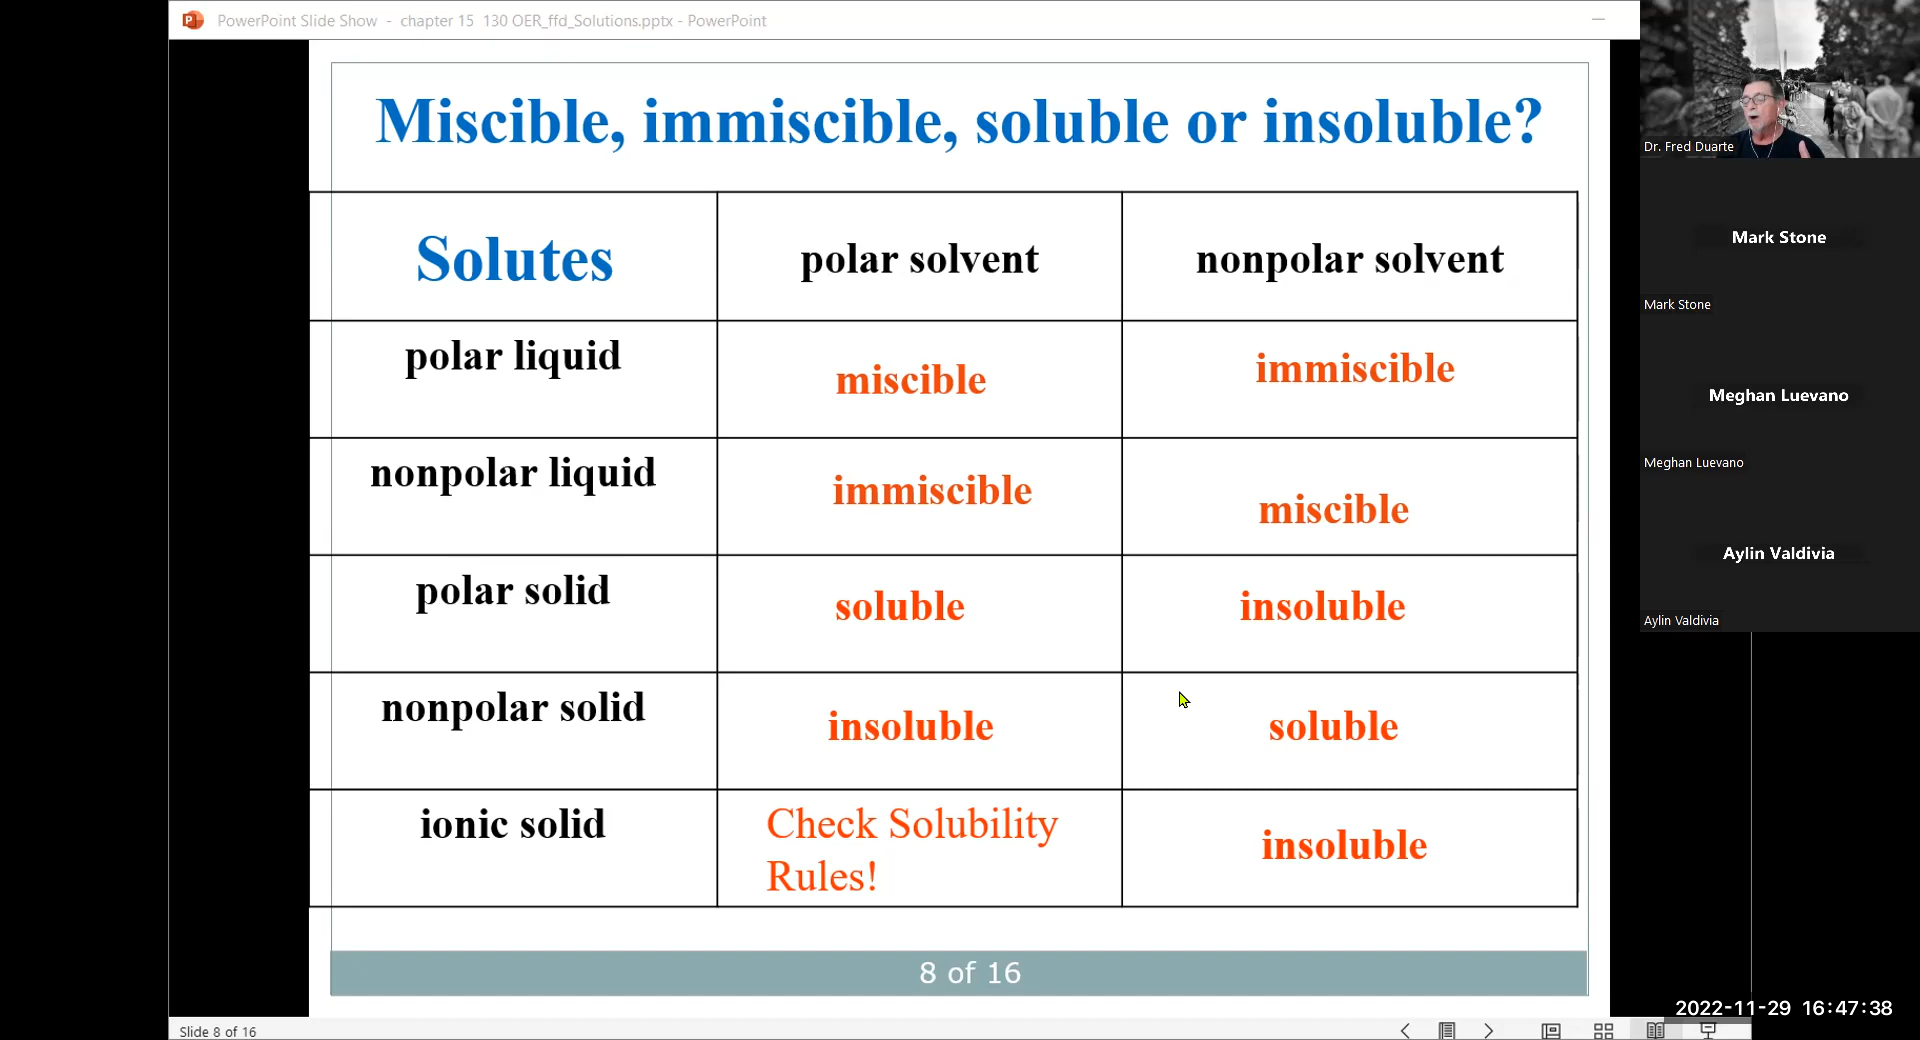 PowerPoint Slide Show - chapter 15 130 OER_ffd_Solutions.pptx - PowerPoint
Miscible, immiscible, soluble or insoluble?
Solutes polar solvent nonpolar solvent
polar liquid miscible immiscible
nonpolar liquid immiscible miscible
polar solid soluble insoluble
nonpolar solid insoluble soluble
ionic solid Check Solubility
Rules! insoluble
8 of 16
Slide 8 of 16
Dr. Fred Duarte
Mark Stone
Mark Stone
Meghan Luevano
Meghan Luevano
Aylin Valdivia
Aylin Valdivia
2022-11-29 16:47:38